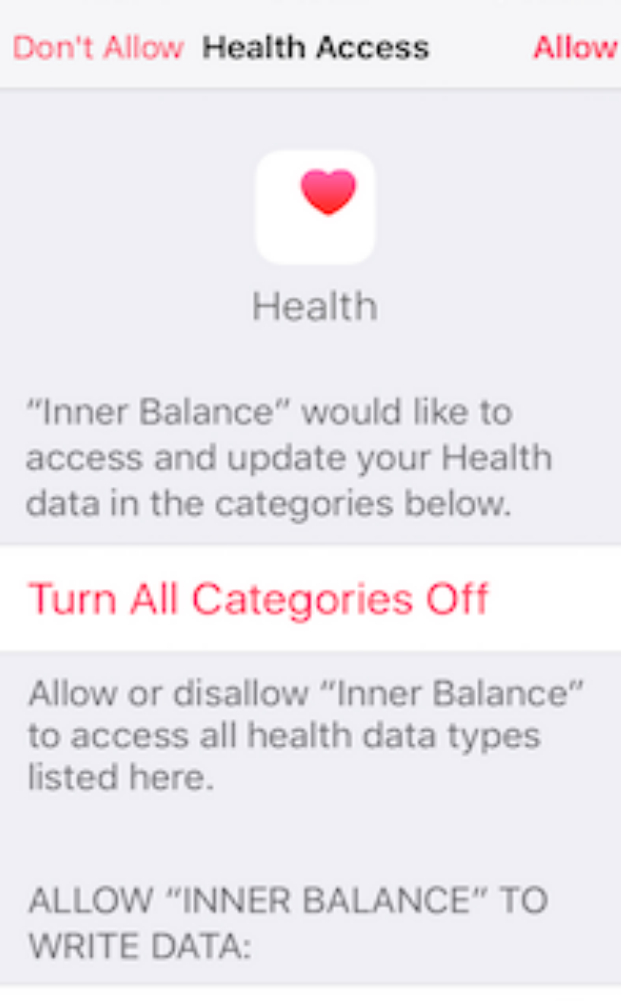 Don't Allow Health Access Allow
Health
“Inner Balance” would like to
access and update your Health
data in the categories below.
Turn All Categories Off
Allow or disallow “Inner Balance”
to access all health data types
listed here.
ALLOW “INNER BALANCE” TO
WRITE DATA: